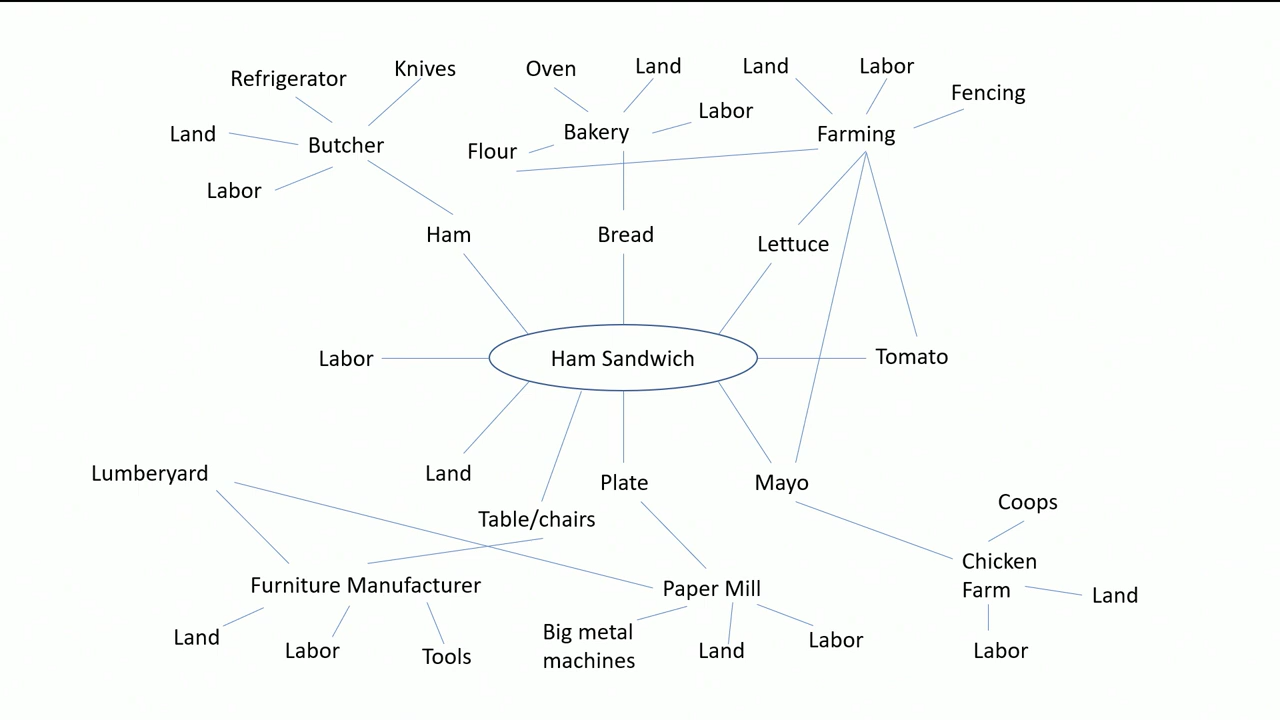 Refrigerator
Knives
Oven
Land
Land
Labor
Fencing
Land
Butcher
Flour
Bakery
Labor
Farming
Labor
Ham
Bread
Lettuce
Labor
Ham Sandwich
Tomato
Lumberyard
Land
Plate
Mayo
Table/chairs
Coops
Furniture Manufacturer
Paper Mill
Chicken
Farm
Land
Land
Labor
Tools
Big metal
machines
Land
Labor
Labor